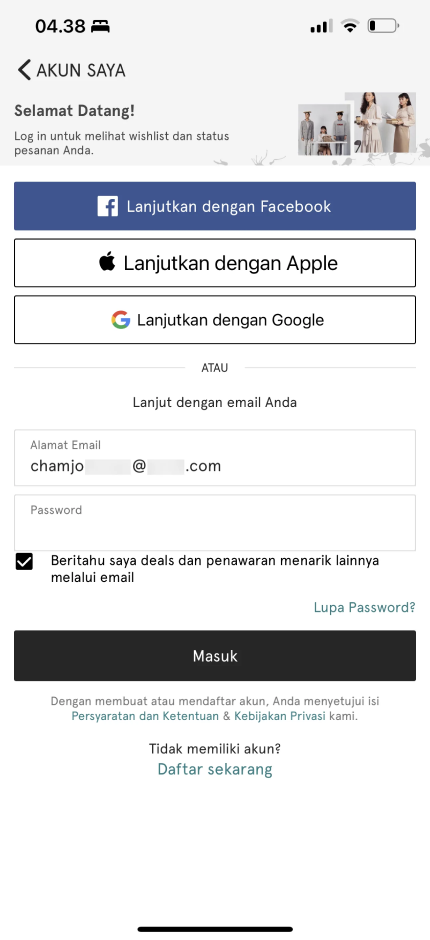 04.38
AKUN SAYA
Selamat Datang!
Log in untuk melihat wishlist dan status
pesanan Anda.
Lanjutkan dengan Facebook
Lanjutkan dengan Apple
Lanjutkan dengan Google
ATAU
Lanjut dengan email Anda
Alamat Email
chamjo @ .com
Password
Beritahu saya deals dan penawaran menarik lainnya
melalui email
Lupa Password?
Masuk
Dengan membuat atau mendaftar akun, Anda menyetujui isi
Persyaratan dan Ketentuan & Kebijakan Privasi kami.
Tidak memiliki akun?
Daftar sekarang